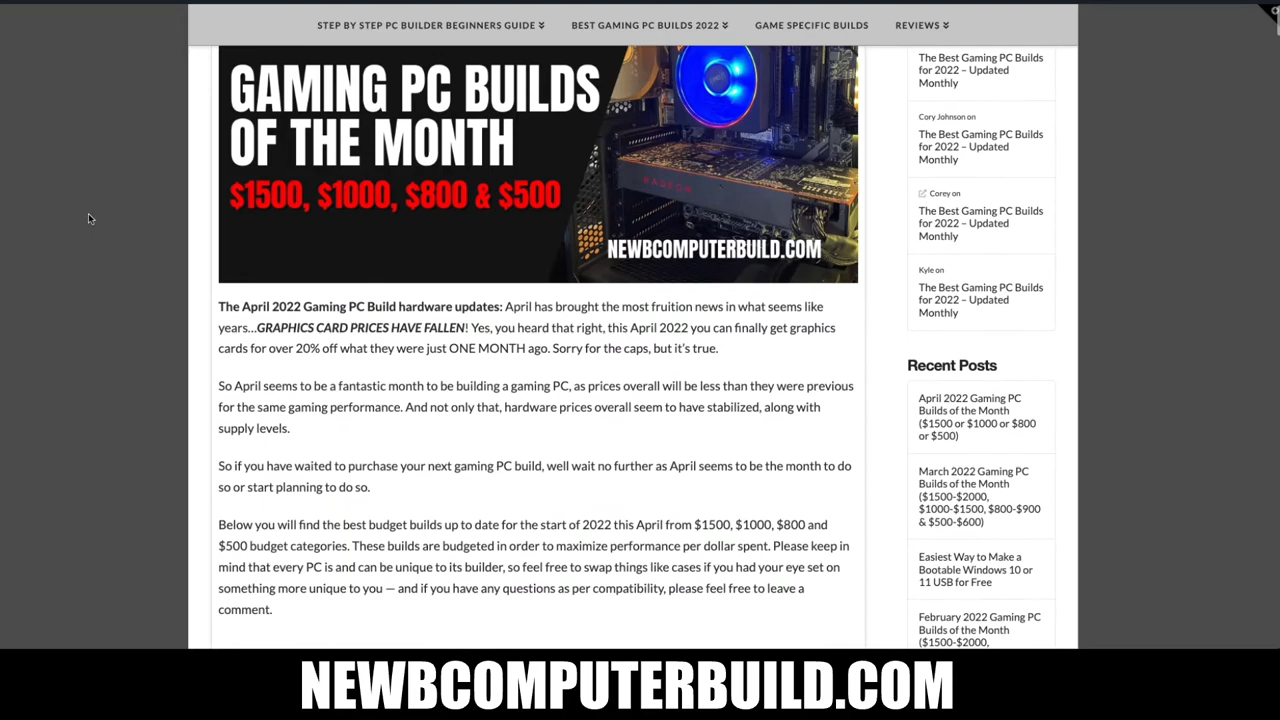 STEP BY STEP PC BUILDER BEGINNERS GUIDE BEST GAMING PC BUILDS 2022 GAME SPECIFIC BUILDS REVIEWS
GAMING PC BUILDS
OF THE MONTH
$1500, $1000, $800 & $500
RADEON
NEWBCOMPUTERBUILD.COM
The April 2022 Gaming PC Build hardware updates: April has brought the most fruition news in what seems like
years...GRAPHICS CARD PRICES HAVE FALLEN! Yes, you heard that right, this April 2022 you can finally get graphics
cards for over 20% off what they were just ONE MONTH ago. Sorry for the caps, but it's true.
So April seems to be a fantastic month to be building a gaming PC, as prices overall will be less than they were previous
for the same gaming performance. And not only that, hardware prices overall seem to have stabilized, along with
supply levels.
So if you have waited to purchase your next gaming PC build, well wait no further as April seems to be the month to do
so or start planning to do so.
Below you will find the best budget builds up to date for the start of 2022 this April from $1500, $1000, $800 and
$500 budget categories. These builds are budgeted in order to maximize performance per dollar spent. Please keep in
mind that every PC is and can be unique to its builder, so feel free to swap things like cases if you had your eye set on
something more unique to you — and if you have any questions as per compatibility, please feel free to leave a
comment.
The Best Gaming PC Builds
for 2022 – Updated
Monthly
Cory Johnson on
The Best Gaming PC Builds
for 2022 – Updated
Monthly
Corey on
The Best Gaming PC Builds
for 2022 – Updated
Monthly
Kyle on
The Best Gaming PC Builds
for 2022 – Updated
Monthly
Recent Posts
April 2022 Gaming PC
Builds of the Month
($1500 or $1000 or $800
or $500)
March 2022 Gaming PC
Builds of the Month
($1500-$2000,
$1000-$1500, $800-$900
& $500-$600)
Easiest Way to Make a
Bootable Windows 10 or
11 USB for Free
February 2022 Gaming PC
Builds of the Month
($1500-$2000,
NEWBCOMPUTERBUILD.COM